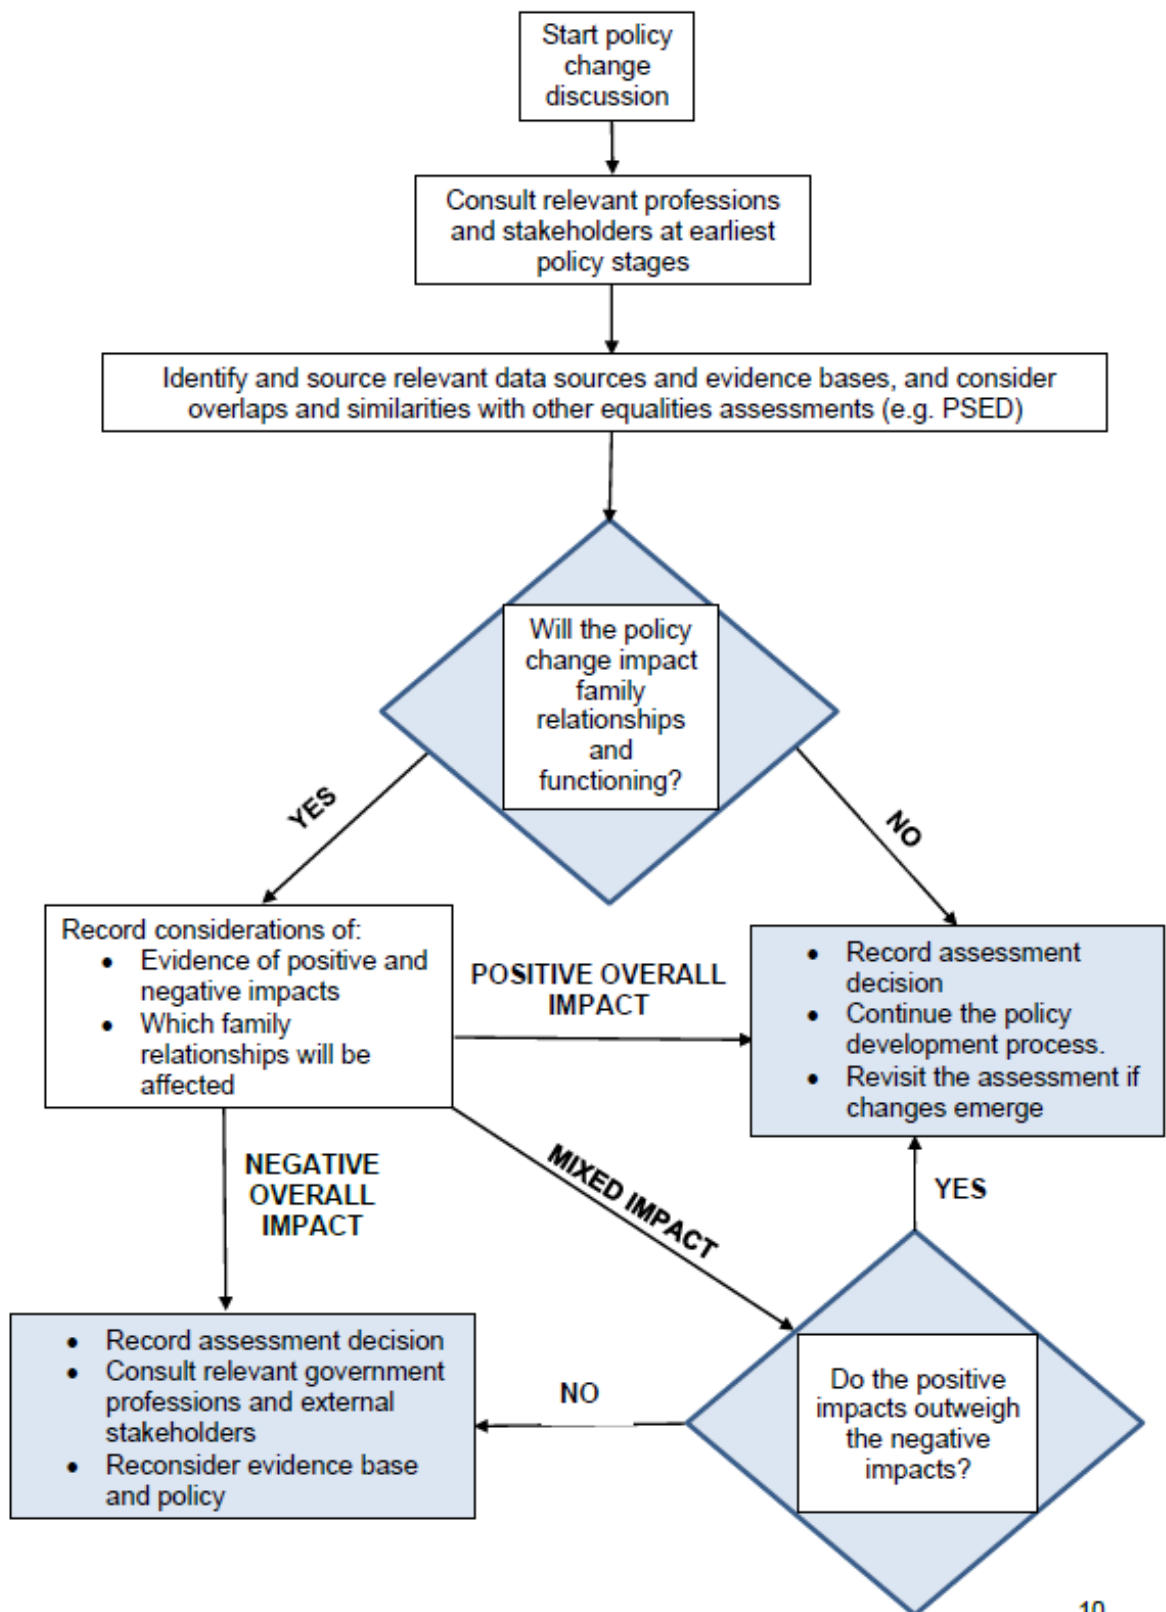 Start policy
change
discussion
Consult relevant professions
and stakeholders at earliest
policy stages
Identify and source relevant data sources and evidence bases, and consider
overlaps and similarities with other equalities assessments (e.g. PSED)
Will the policy
change impact
family
relationships
and
functioning?
YES
NO
Record considerations of:
• Evidence of positive and
negative impacts
• Which family
relationships will be
affected
POSITIVE OVERALL
IMPACT
• Record assessment
decision
• Continue the policy
development process.
• Revisit the assessment if
changes emerge
NEGATIVE
OVERALL
IMPACT
MIXED IMPACT
YES
• Record assessment decision
• Consult relevant government
professions and external
stakeholders
• Reconsider evidence base
and policy
NO
Do the positive
impacts outweigh
the negative
impacts?
10